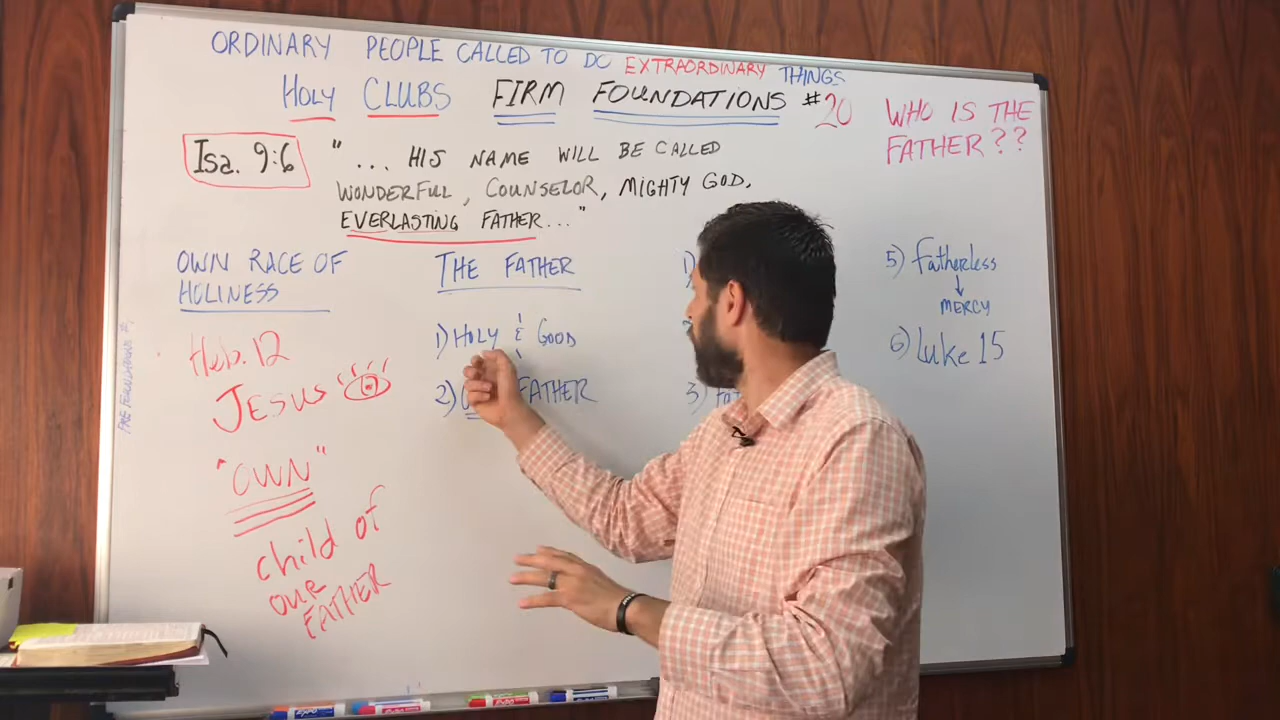 ORDINARY PEOPLE CALLED TO DO EXTRAORDINARY THINGS
HOLY CLUBS FIRM FOUNDATIONS #20
WHO IS THE
FATHER??
Isa. 9:6
"... HIS NAME WILL BE CALLED
WONDERFUL, COUNSELOR, MIGHTY GOD,
EVERLASTING FATHER..."
OWN RACE OF
HOLINESS
Heb. 12
JESUS
"OWN"
child of
our
FATHER
THE FATHER
1) HOLY & GOOD
2) FATHER
1)
3) Fat
5) Fatherless
MERCY
6) Luke 15